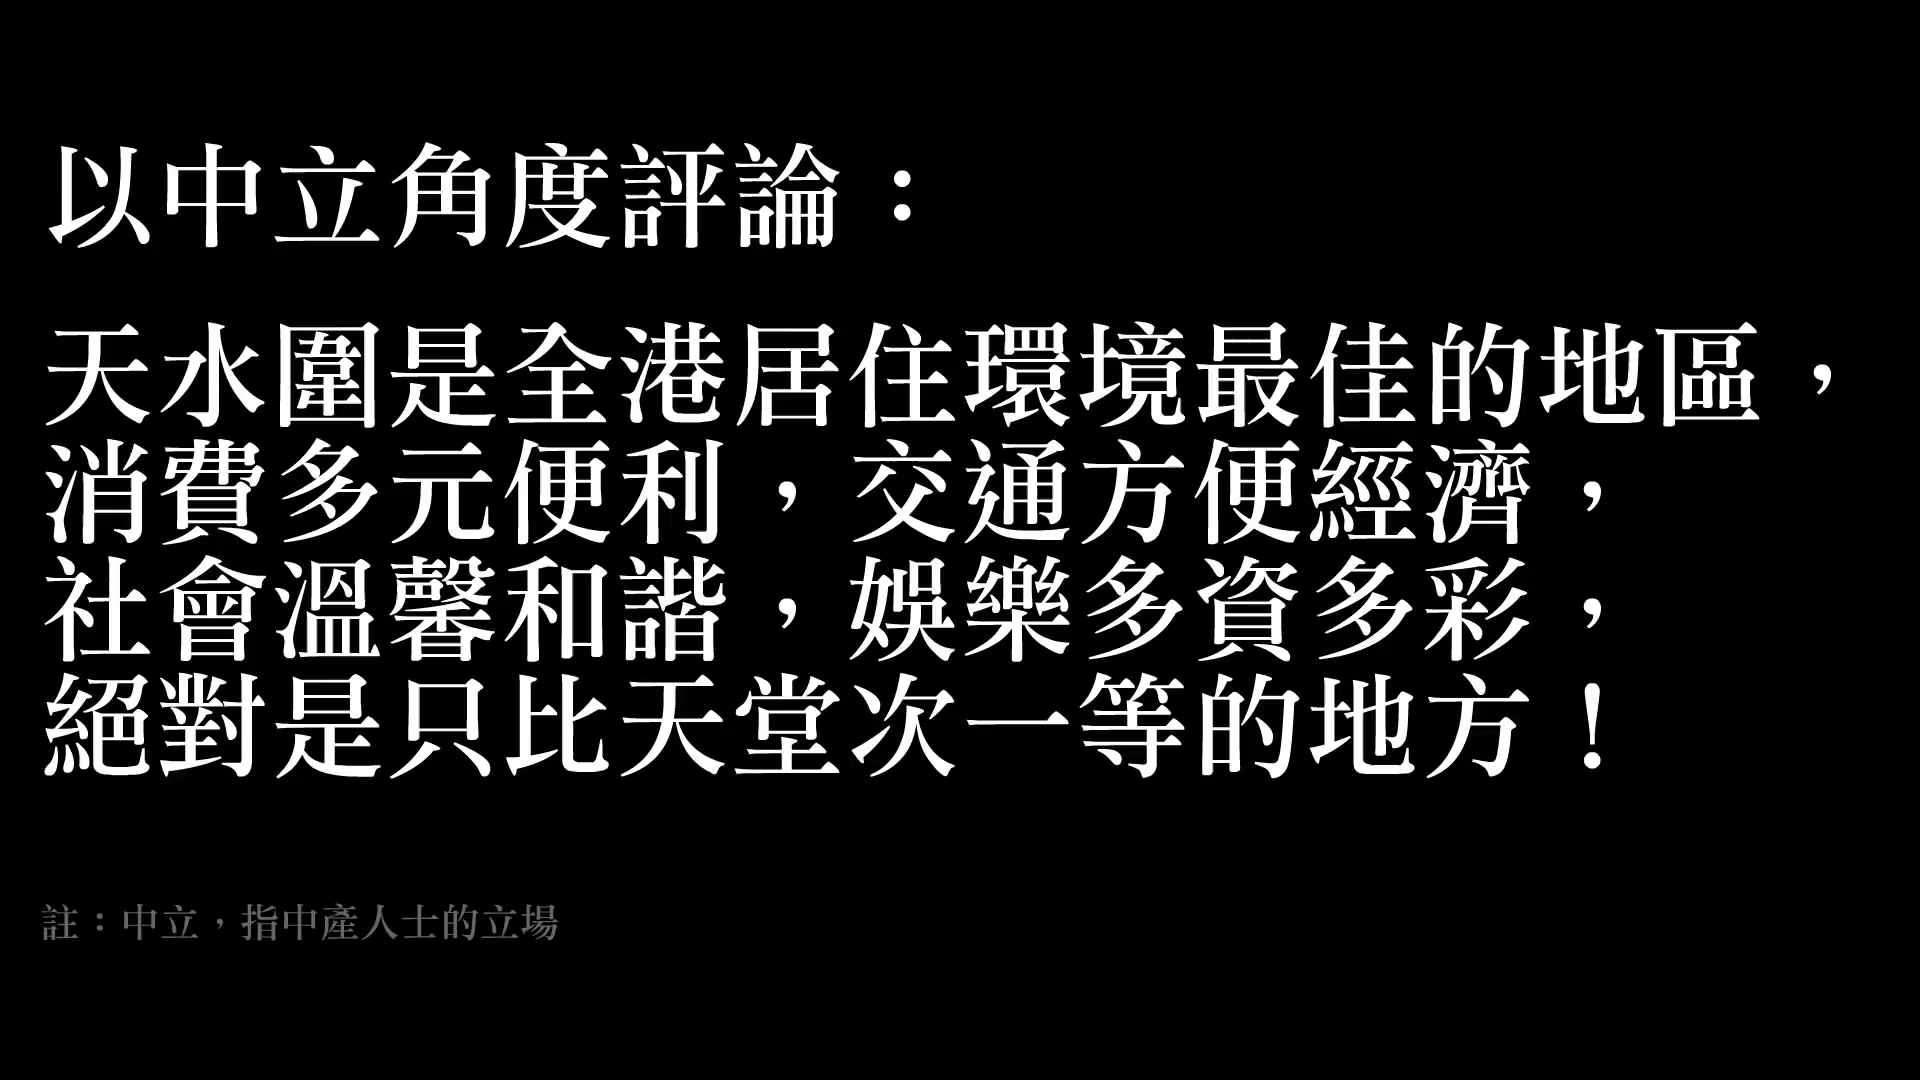 以中立角度評論：
天水圍是全港居住環境最佳的地區，
消費多元便利，交通方便經濟，
社會溫馨和諧，娛樂多資多彩，
絕對是只比天堂次一等的地方！
註：中立，指中產人士的立場